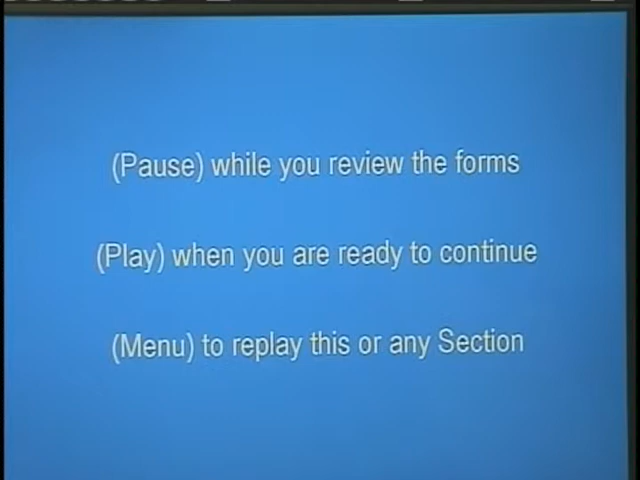 (Pause) while you review the forms
(Play) when you are ready to continue
(Menu) to replay this or any Section